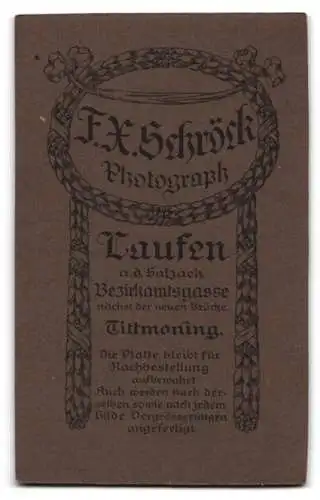 F. X. Schröck
Photograph
Laufen
a.d. Salzach
Bezirkamtsgasse
nächst der neuen Brücke.
Tittmoning.
Die Platte bleibt für
Nachbestellung
aufbewahrt
Auch werden nach der-
selben sowie nach jedem
Bilde Vergrösserungen
angefertigt.